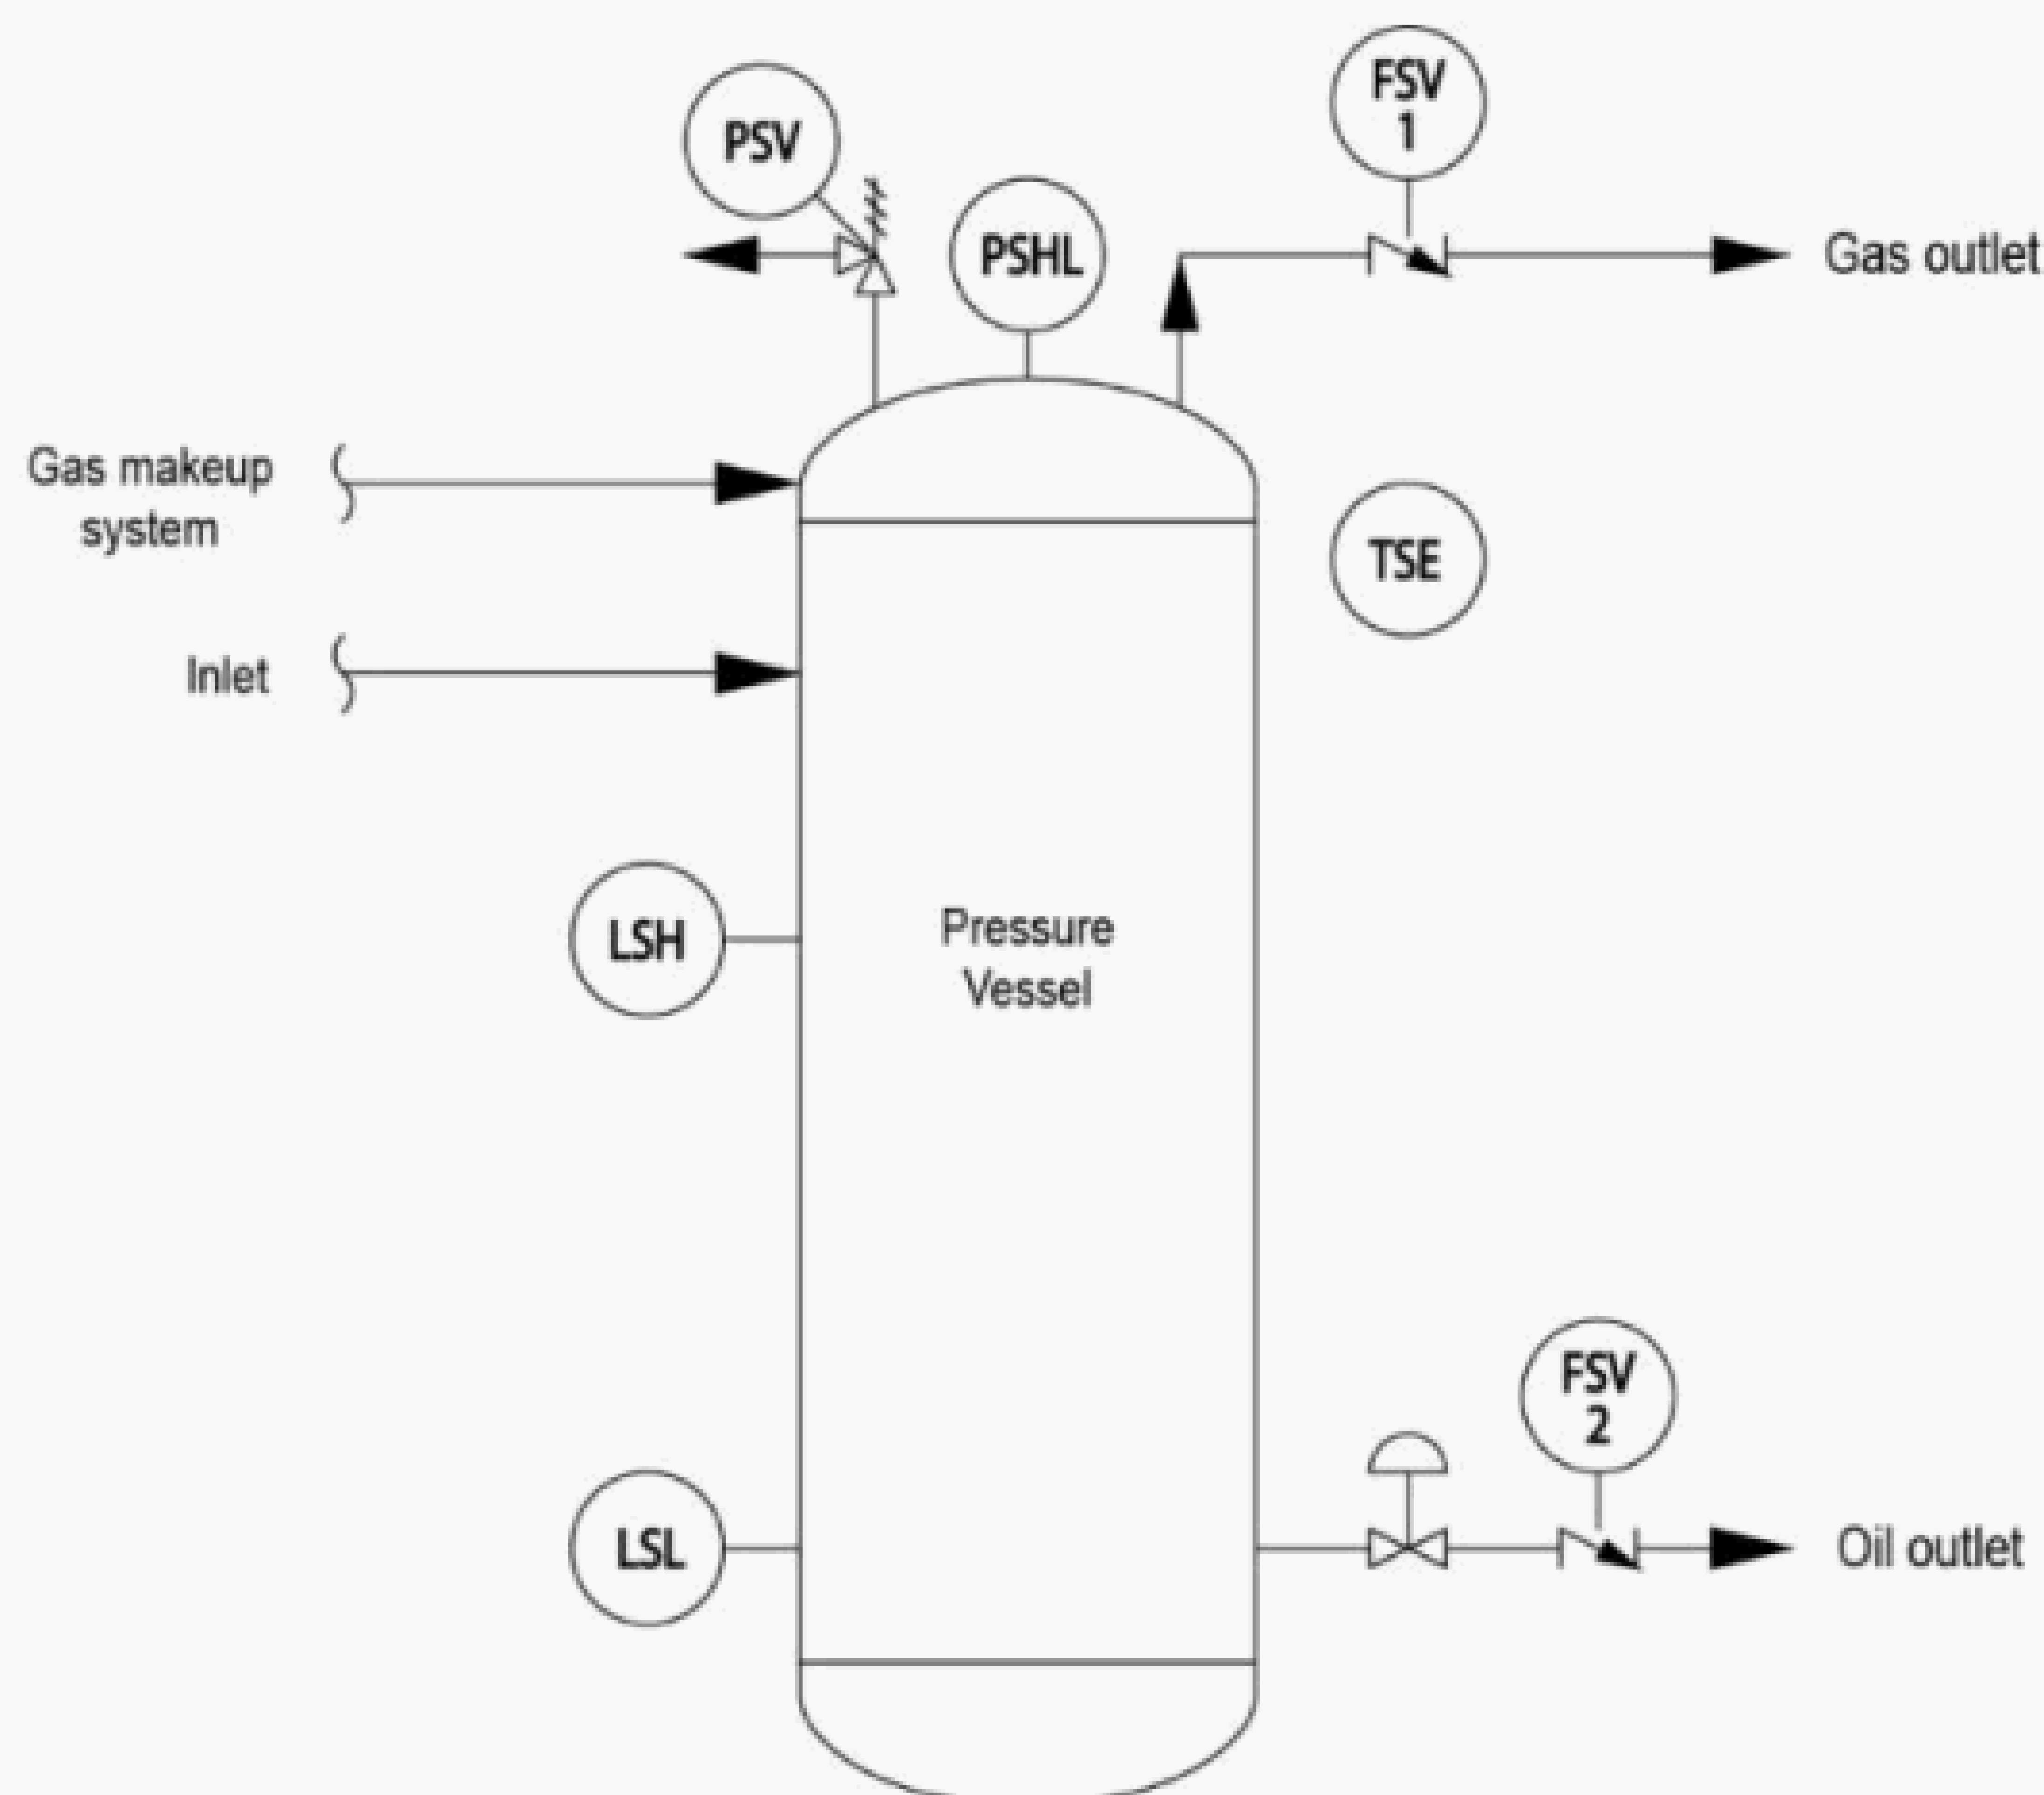 FSV
1
PSV
PSHL
Gas outlet
Gas makeup
system
TSE
Inlet
LSH
Pressure
Vessel
FSV
2
LSL
Oil outlet